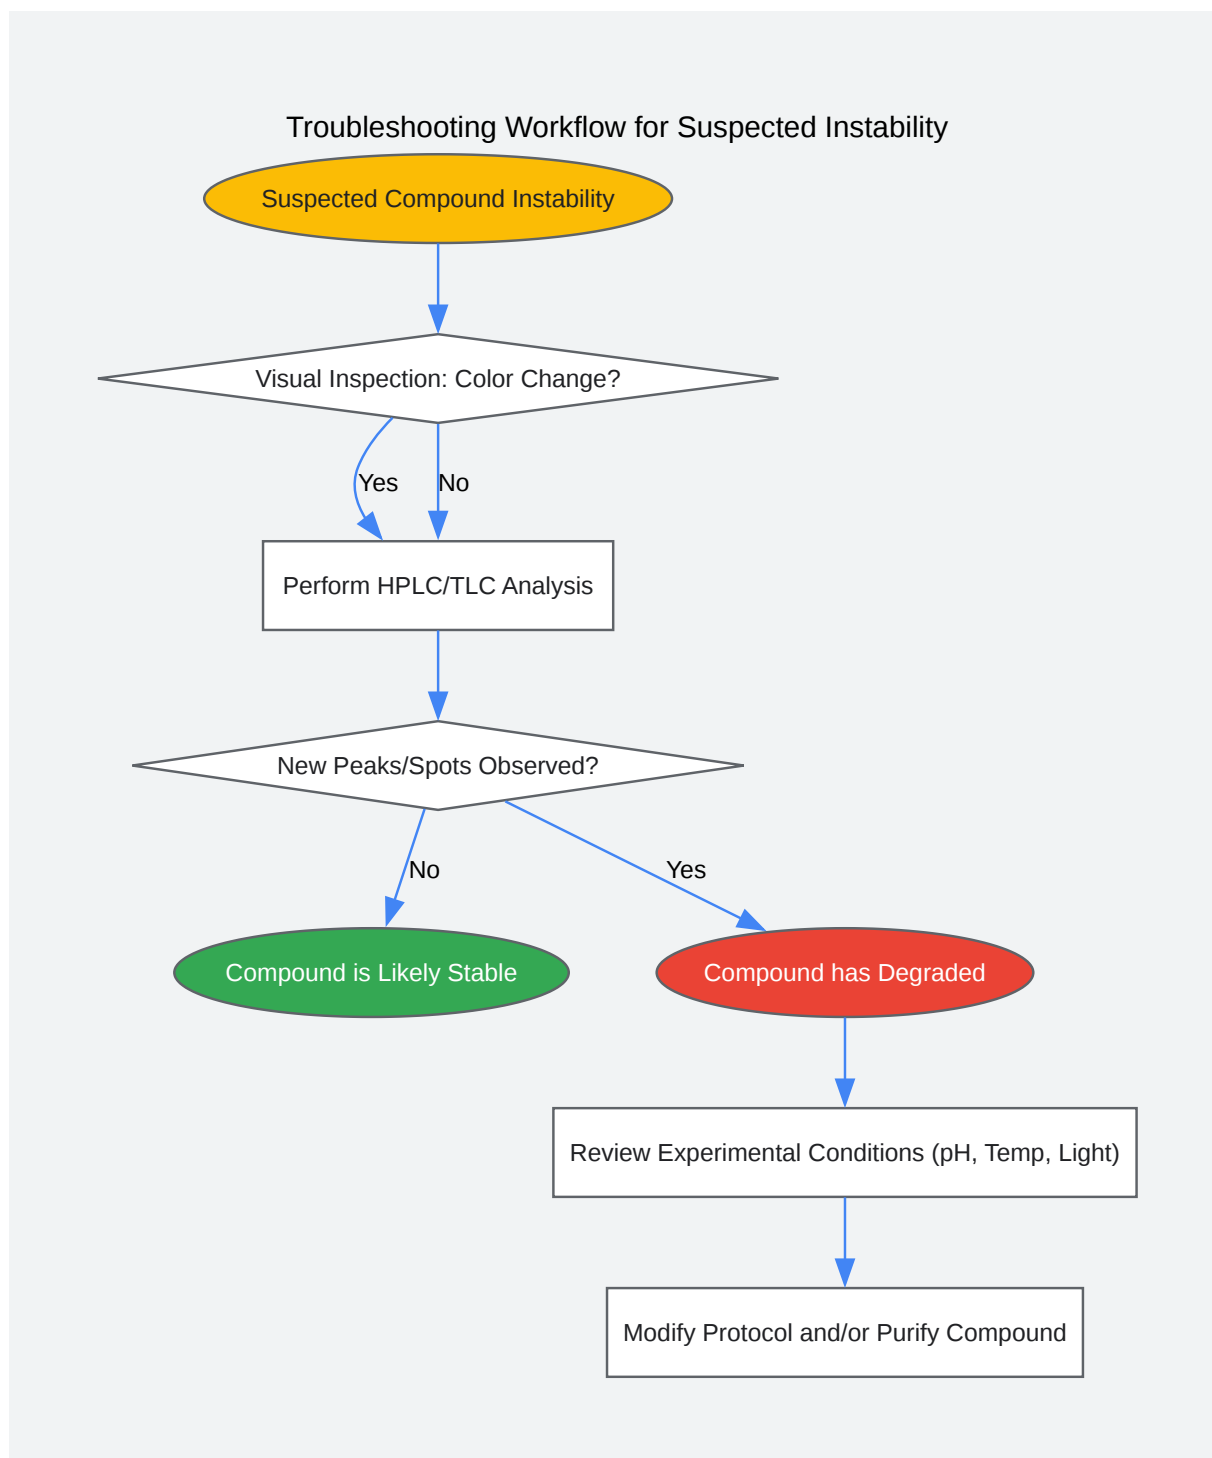 Troubleshooting Workflow for Suspected Instability
Suspected Compound Instability
Visual Inspection: Color Change?
Yes
No
Perform HPLC/TLC Analysis
New Peaks/Spots Observed?
No
Yes
Compound is Likely Stable
Compound has Degraded
Review Experimental Conditions (pH, Temp, Light)
Modify Protocol and/or Purify Compound